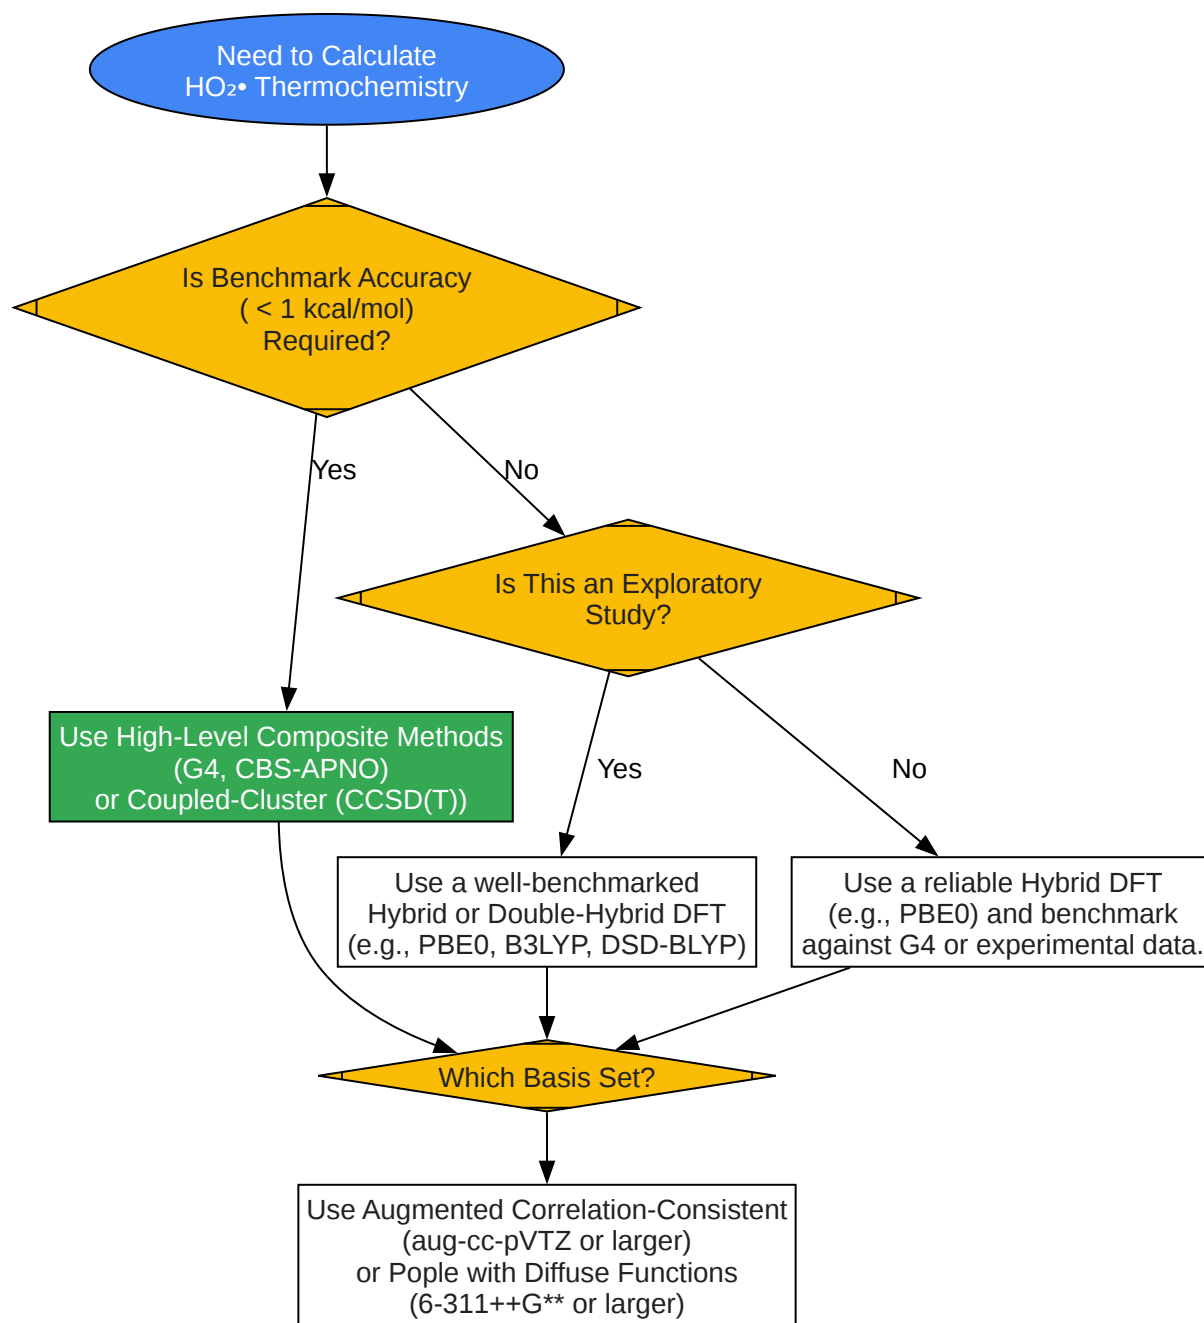 Need to Calculate
HO₂• Thermochemistry
Is Benchmark Accuracy
( < 1 kcal/mol)
Required?
Yes
No
Is This an Exploratory
Study?
Use High-Level Composite Methods
(G4, CBS-APNO)
or Coupled-Cluster (CCSD(T))
Yes
No
Use a well-benchmarked
Hybrid or Double-Hybrid DFT
(e.g., PBE0, B3LYP, DSD-BLYP)
Use a reliable Hybrid DFT
(e.g., PBE0) and benchmark
against G4 or experimental data.
Which Basis Set?
Use Augmented Correlation-Consistent
(aug-cc-pVTZ or larger)
or Pople with Diffuse Functions
(6-311++G** or larger)